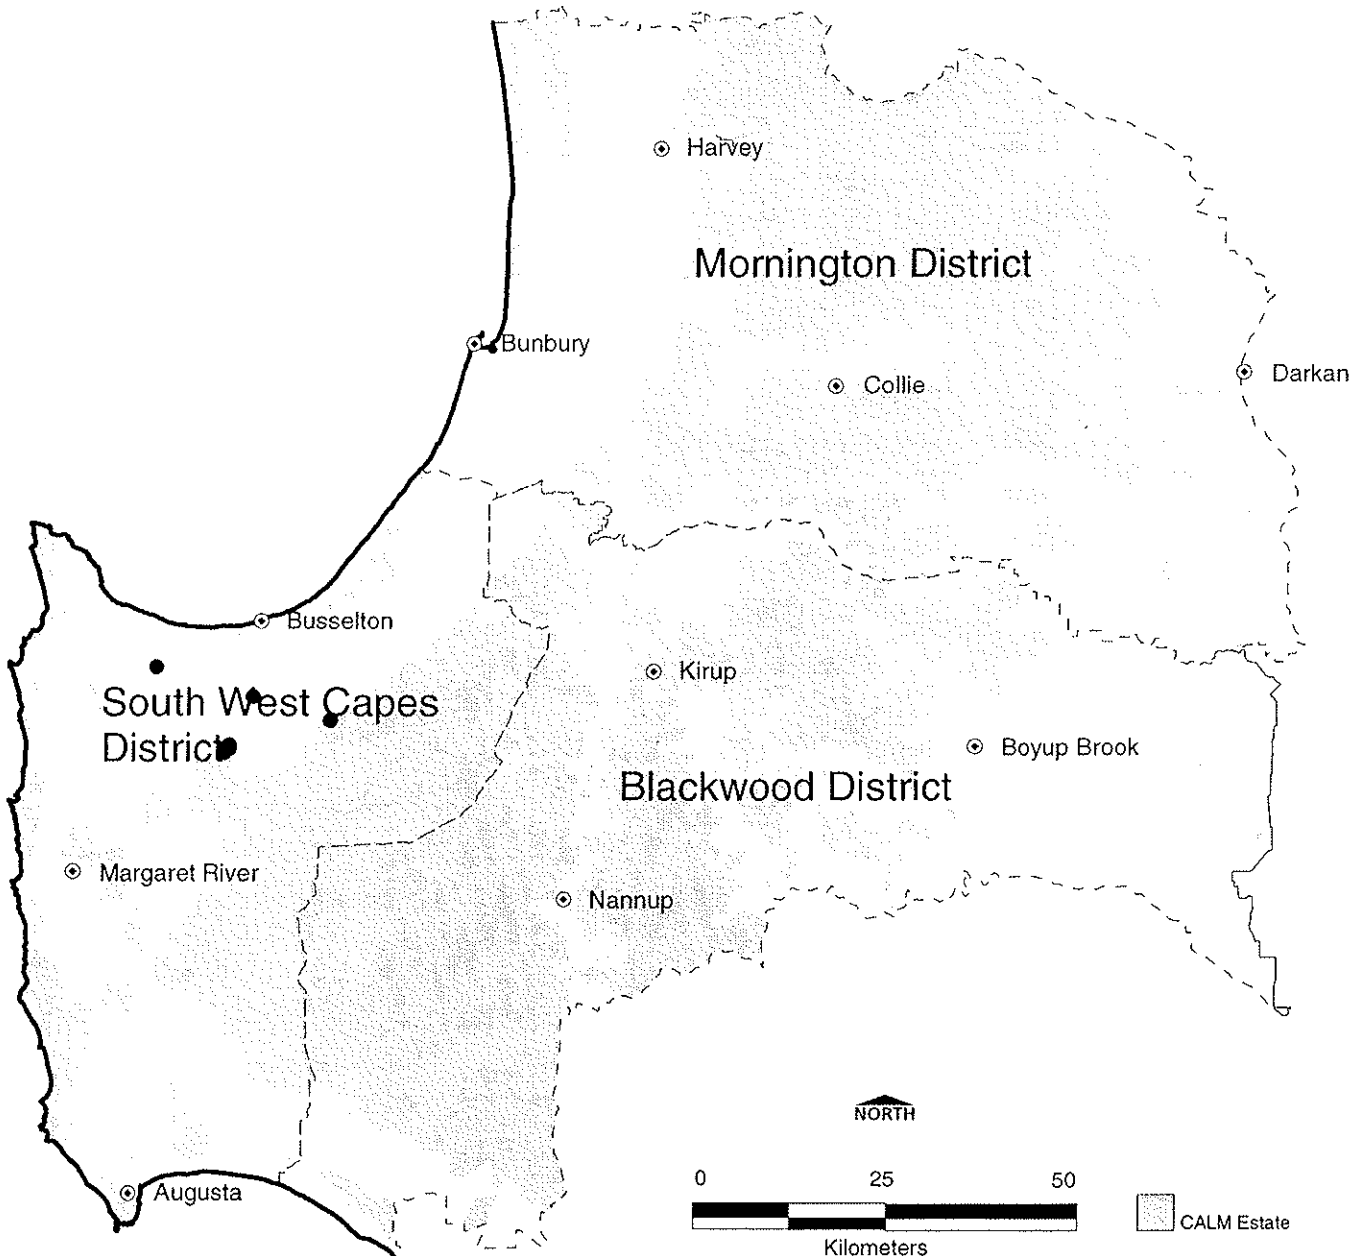 Harvey
Mornington District
Bunbury
Collie
Darkan
Busselton
Kirup
South West Capes
District
Boyup Brook
Blackwood District
Margaret River
Nannup
NORTH
0 25 50
Augusta
CALM Estate
Kilometers